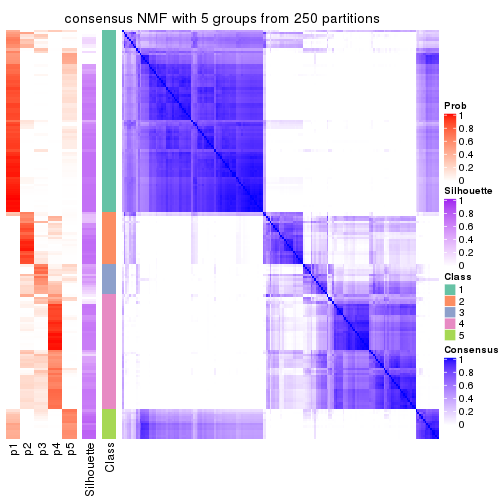 consensus NMF with 5 groups from 250 partitions
Prob
1
0.8
0.6
0.4
0.2
0
Silhouette
1
0.8
0.6
0.4
0.2
0
Class
1
2
3
4
5
Consensus
1
0.8
0.6
0.4
0.2
0
p1
p2
p3
p4
p5
Silhouette
Class